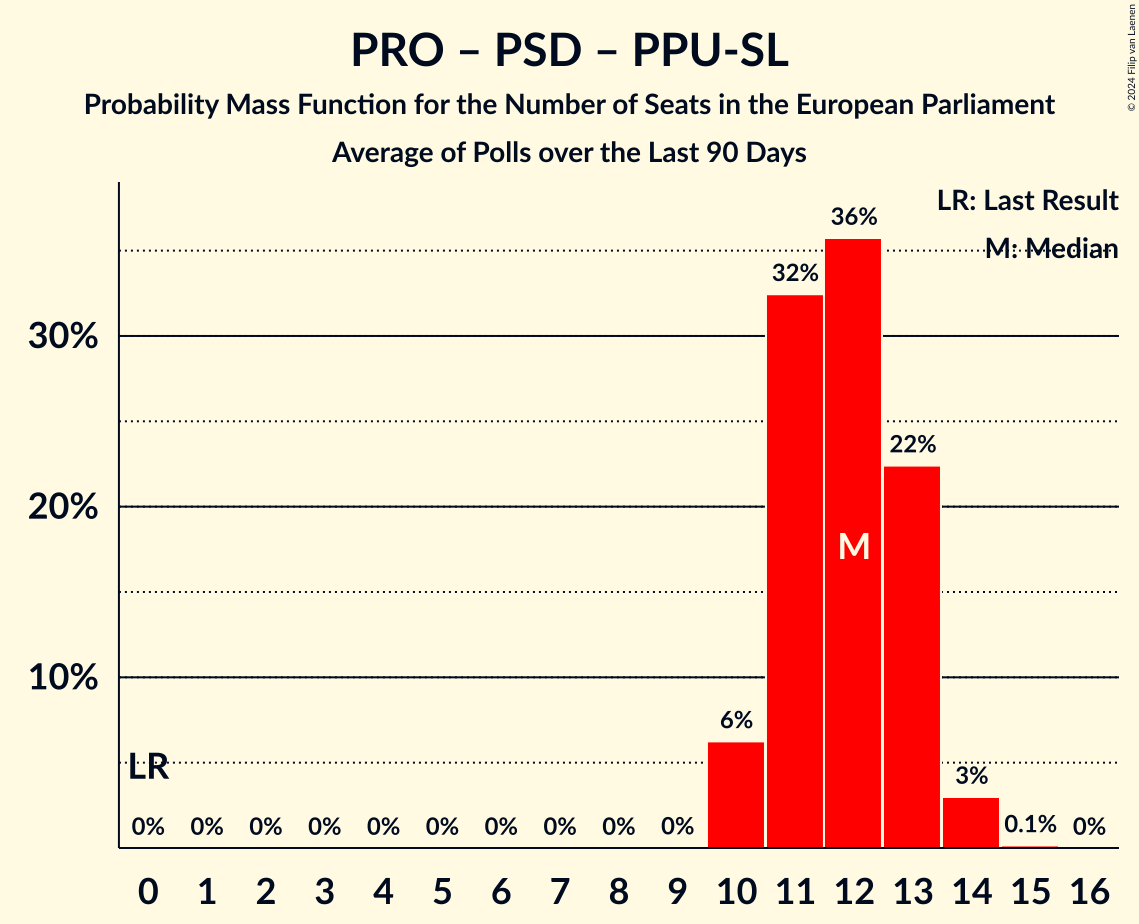 PRO – PSD – PPU-SL
Probability Mass Function for the Number of Seats in the European Parliament
Average of Polls over the Last 90 Days
© 2024 Filip van Laenen
LR: Last Result
M: Median
36%
32%
30%
22%
20%
M
10%
6%
LR
3%
0% 0% 0% 0% 0% 0% 0% 0% 0% 0% 0.1% 0%
0 1 2 3 4 5 6 7 8 9 10 11 12 13 14 15 16